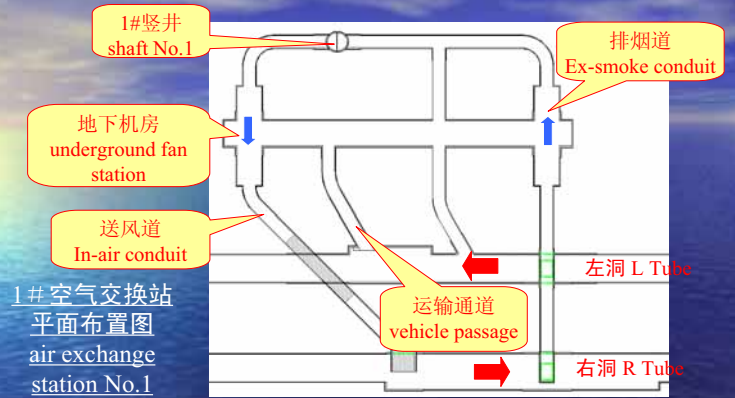 1#竖井
shaft No.1
排烟道
Ex-smoke conduit
地下机房
underground fan
station
送风道
In-air conduit
左洞 L Tube
运输通道
vehicle passage
1＃空气交换站
平面布置图
air exchange
station No.1
右洞 R Tube